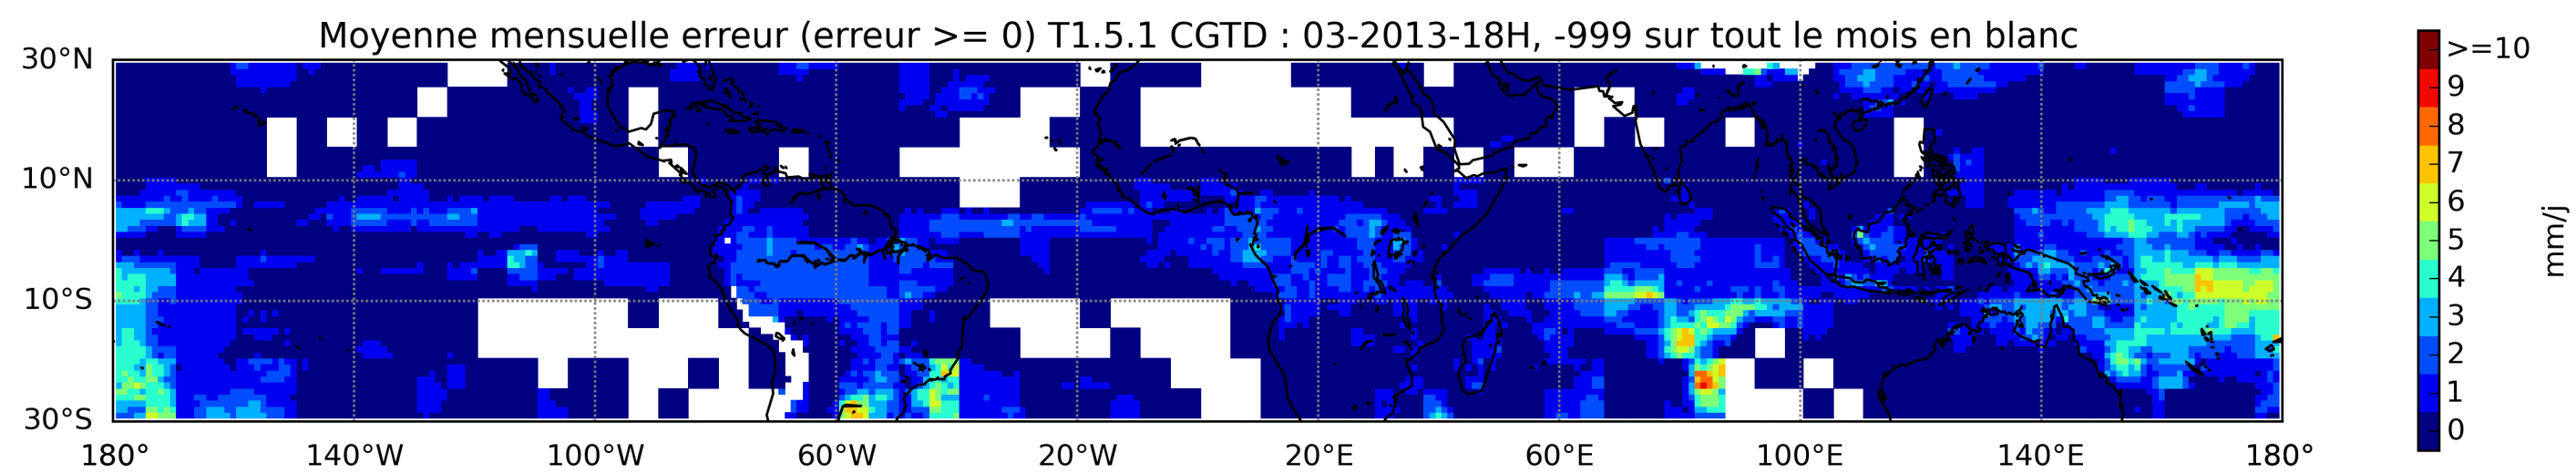 Moyenne mensuelle erreur (erreur >= 0) T1.5.1 CGTD : 03-2013-18H, -999 sur tout le mois en blanc
30°N
10°N
10°S
30°S
180°
140°W
100°W
60°W
20°W
20°E
60°E
100°E
140°E
180°
>=10
9
8
7
6
5
4
3
2
1
0
mm/j